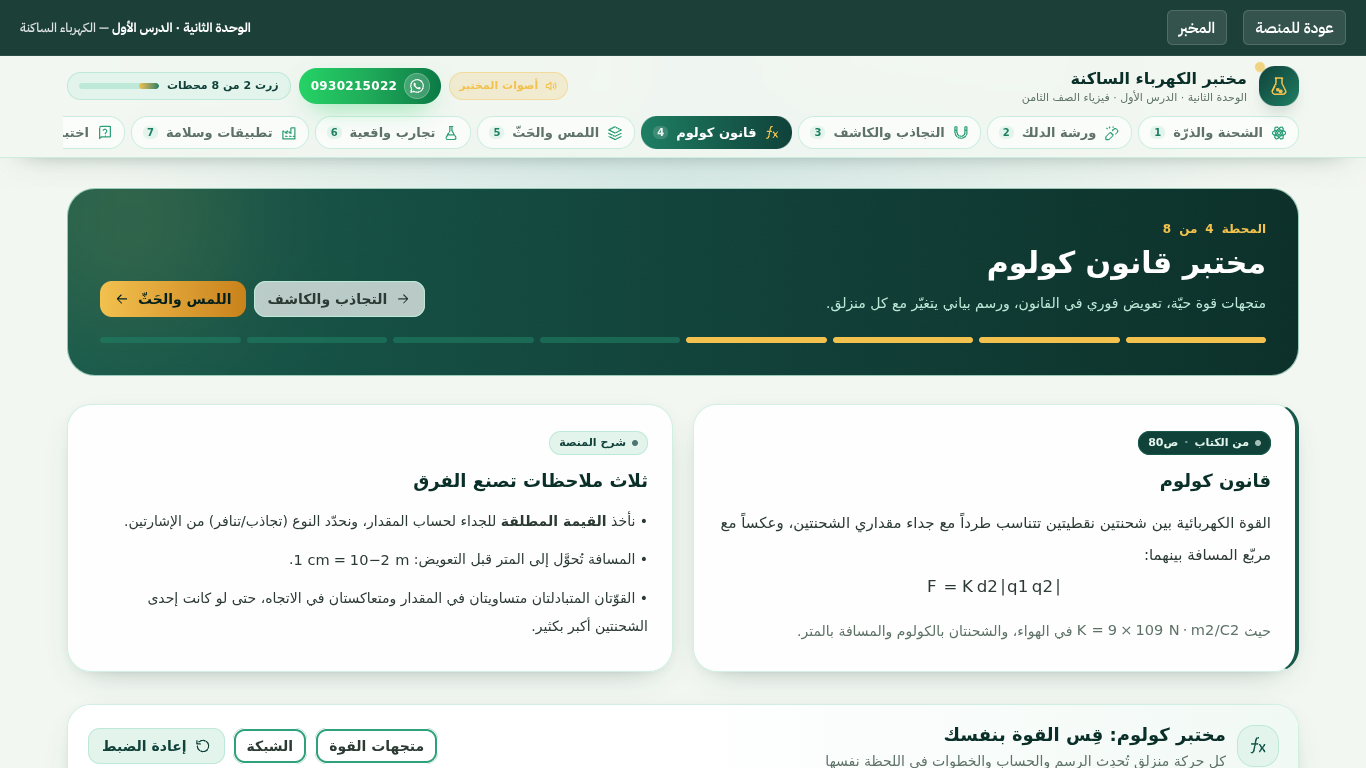 عودة للمنصة
المخبر
الوحدة الثانية · الدرس الأول — الكهرباء الساكنة
مختبر الكهرباء الساكنة
الوحدة الثانية · الدرس الأول · فيزياء الصف الثامن
أصوات المختبر
0930215022
زرت 2 من 8 محطات
الشحنة والذرّة 1
ورشة الدلك 2
التجاذب والكاشف 3
قانون كولوم 4
اللمس والحَثّ 5
تجارب واقعية 6
تطبيقات وسلامة 7
اختب
المحطة 4 من 8
مختبر قانون كولوم
متجهات قوة حيّة، تعويض فوري في القانون، ورسم بياني يتغيّر مع كل منزلق.
→ التجاذب والكاشف
اللمس والحَثّ ←
من الكتاب · ص80
قانون كولوم
القوة الكهربائية بين شحنتين نقطيتين تتناسب طرداً مع جداء مقداري الشحنتين، وعكساً مع
مربّع المسافة بينهما:
F = K d2|q1 q2|
حيث K = 9 × 109 N · m2/C2 في الهواء، والشحنتان بالكولوم والمسافة بالمتر.
شرح المنصة
ثلاث ملاحظات تصنع الفرق
• نأخذ القيمة المطلقة للجداء لحساب المقدار، ونحدّد النوع (تجاذب/تنافر) من الإشارتين.
• المسافة تُحوَّل إلى المتر قبل التعويض: 1 cm = 10−2 m.
• القوّتان المتبادلتان متساويتان في المقدار ومتعاكستان في الاتجاه، حتى لو كانت إحدى
الشحنتين أكبر بكثير.
مختبر كولوم: قِس القوة بنفسك
كل حركة منزلق تُحدِث الرسم والحساب والخطوات في اللحظة نفسها
متجهات القوة
الشبكة
إعادة الضبط